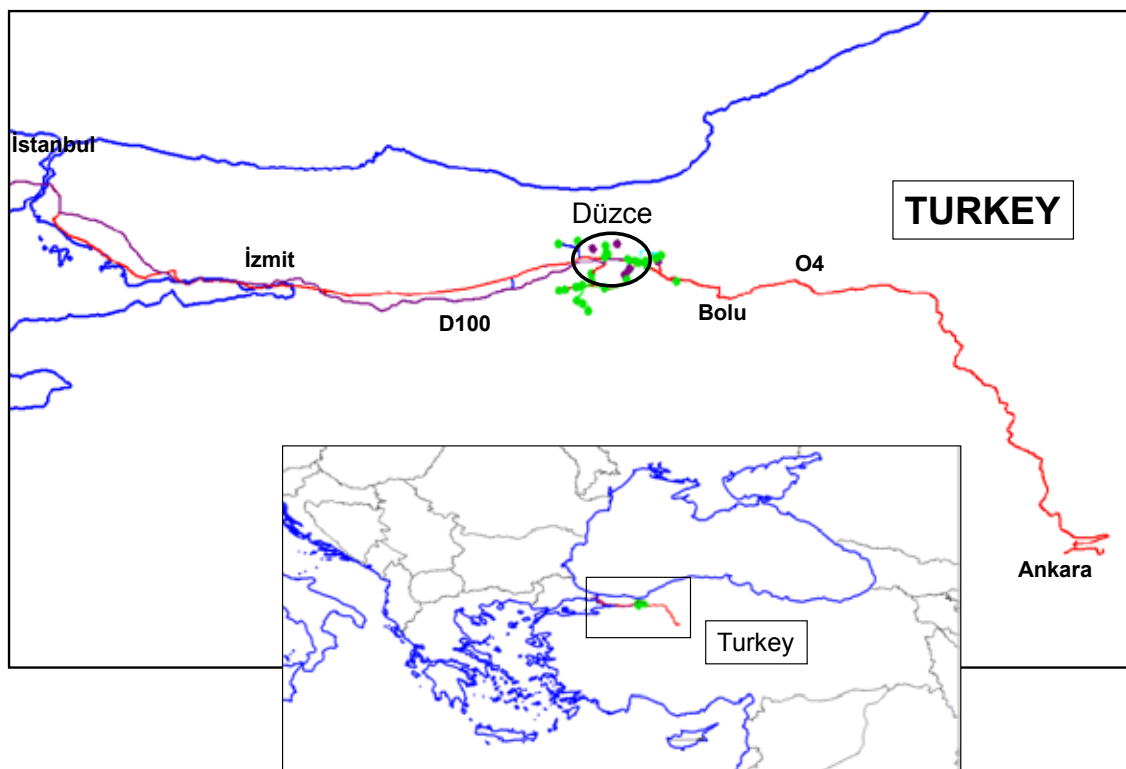 İstanbul
Düzce
TURKEY
İzmit
O4
Bolu
D100
Ankara
Turkey